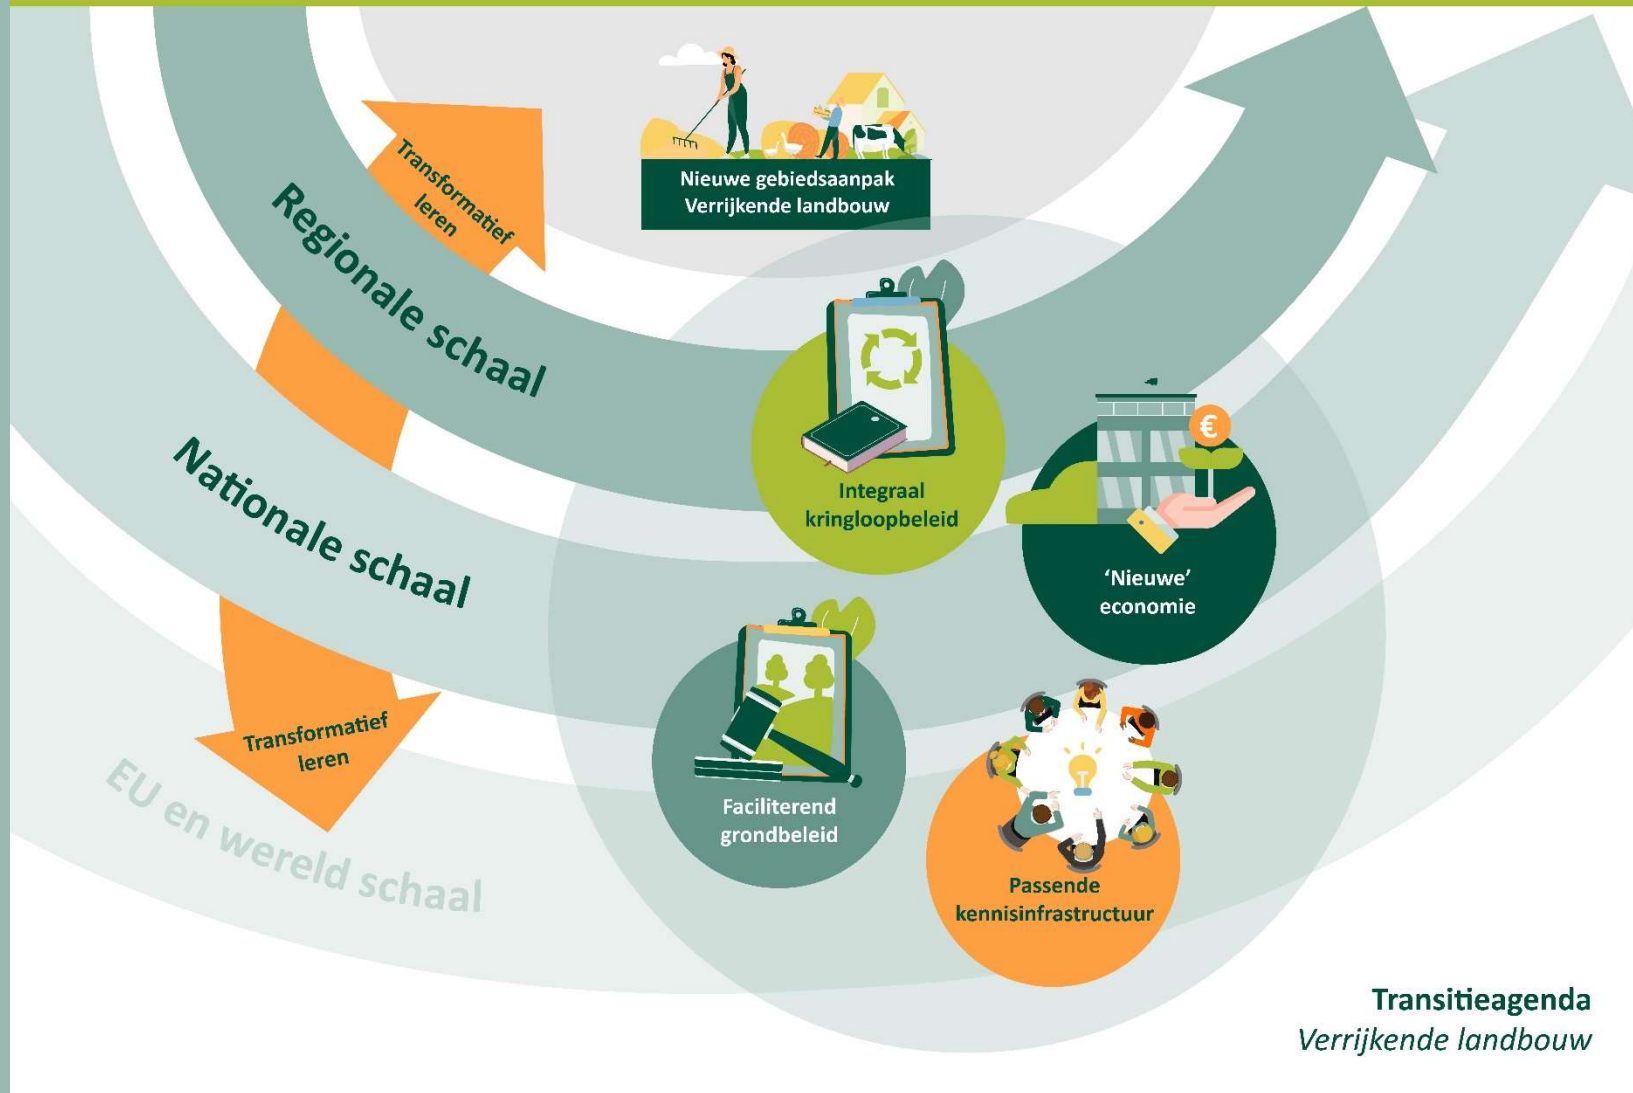 Nieuwe gebiedsaanpak
Verrijkende landbouw
Transformatief
leren
Regionale schaal
Integraal
kringloopbeleid
€
'Nieuwe'
economie
Nationale schaal
Transformatief
leren
Faciliterend
grondbeleid
Passende
kennisinfrastructuur
EU en wereld schaal
Transitieagenda
Verrijkende landbouw